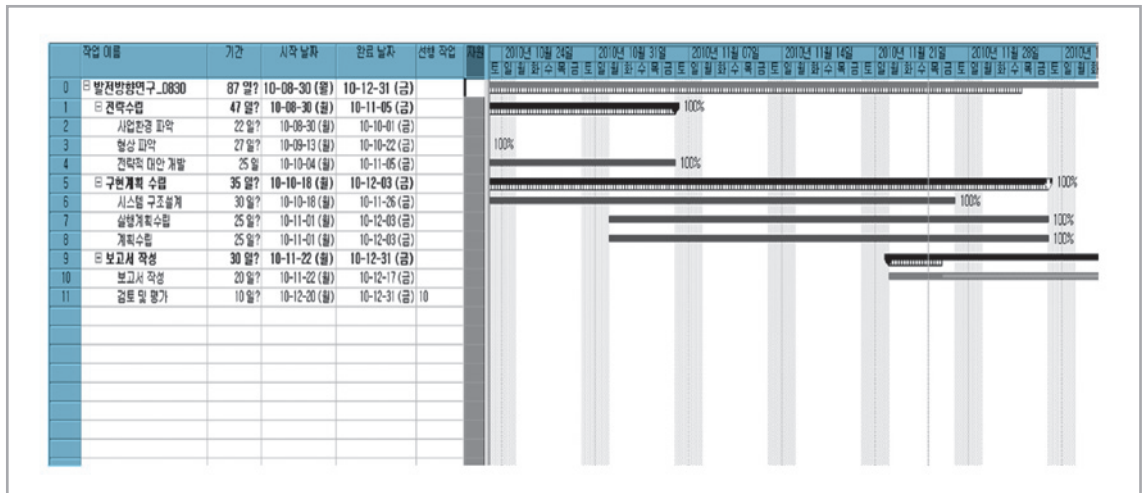 작업 이름 기간 시작 날짜 완료 날짜 선행 작업 자원 2010년 10월 24일 2010년 10월 31일 2010년 11월 07일 2010년 11월 14일 2010년 11월 21일 2010년 11월 28일 2010년
토 일 월 화 수 목 금 토 일 월 화 수 목 금 토 일 월 화 수 목 금 토 일 월 화 수 목 금 토 일 월 화 수 목 금 토 일 월 화 수 목 금 토 일 월 화
0 발전방향연구_0830 87 일? 10-08-30 (월) 10-12-31 (금)
1 전략수립 47 일? 10-08-30 (월) 10-11-05 (금) 100%
2 사업환경 파악 22 일? 10-08-30 (월) 10-10-01 (금)
3 형상 파악 27 일? 10-09-13 (월) 10-10-22 (금) 100%
4 전략적 대안 개발 25 일 10-10-04 (월) 10-11-05 (금) 100%
5 구현계획 수립 35 일? 10-10-18 (월) 10-12-03 (금) 100%
6 시스템 구조설계 30 일? 10-10-18 (월) 10-11-26 (금) 100%
7 실행계획수립 25 일? 10-11-01 (월) 10-12-03 (금) 100%
8 계획수립 25 일? 10-11-01 (월) 10-12-03 (금) 100%
9 보고서 작성 30 일? 10-11-22 (월) 10-12-31 (금)
10 보고서 작성 20 일? 10-11-22 (월) 10-12-17 (금)
11 검토 및 평가 10 일? 10-12-20 (월) 10-12-31 (금) 10